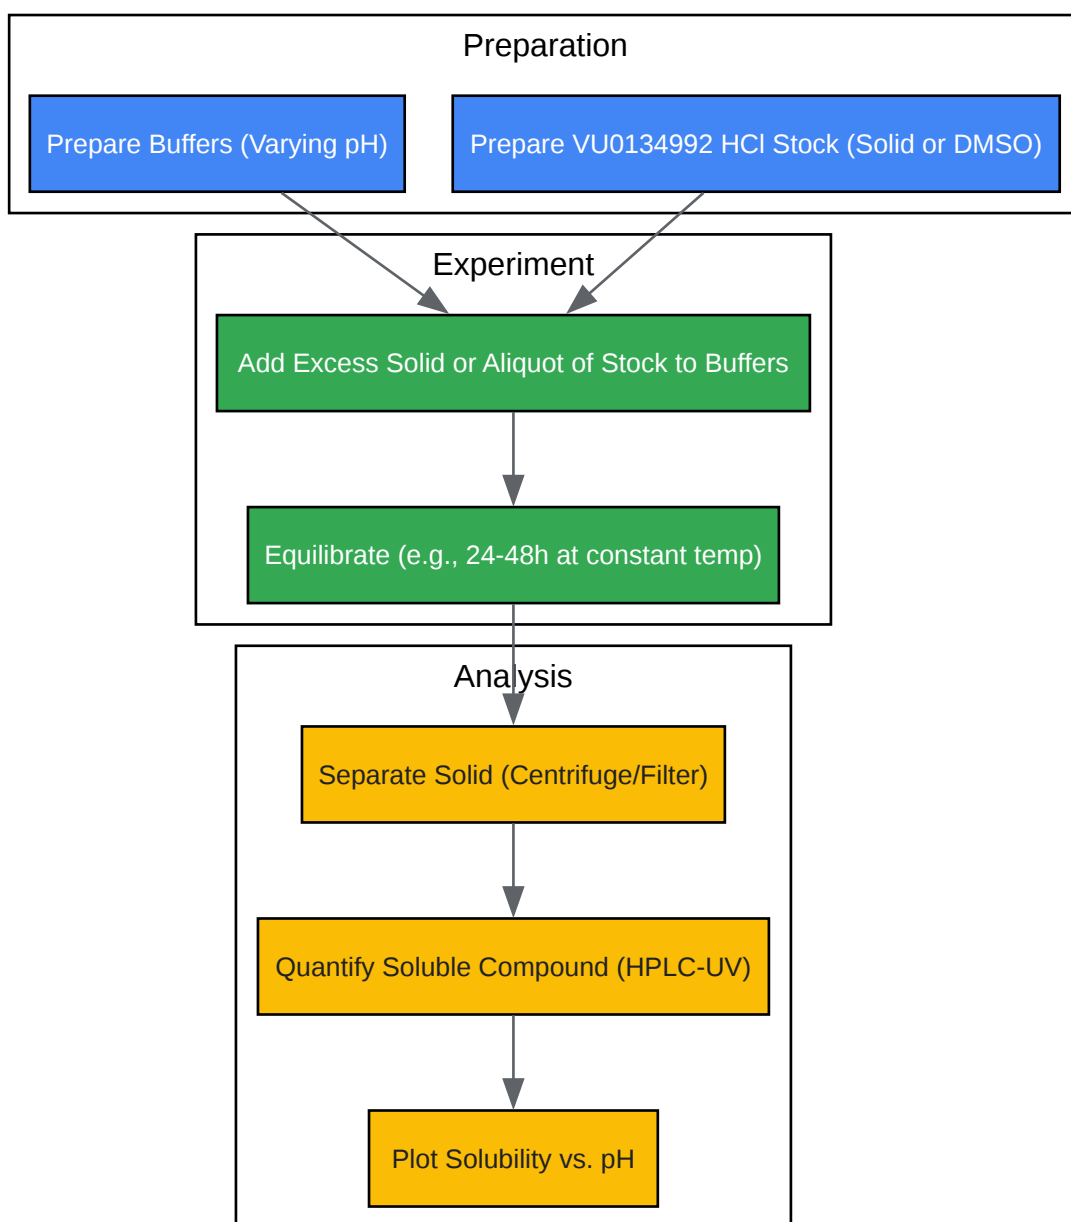 Preparation
Prepare Buffers (Varying pH)
Prepare VU0134992 HCl Stock (Solid or DMSO)
Experiment
Add Excess Solid or Aliquot of Stock to Buffers
Equilibrate (e.g., 24-48h at constant temp)
Analysis
Separate Solid (Centrifuge/Filter)
Quantify Soluble Compound (HPLC-UV)
Plot Solubility vs. pH